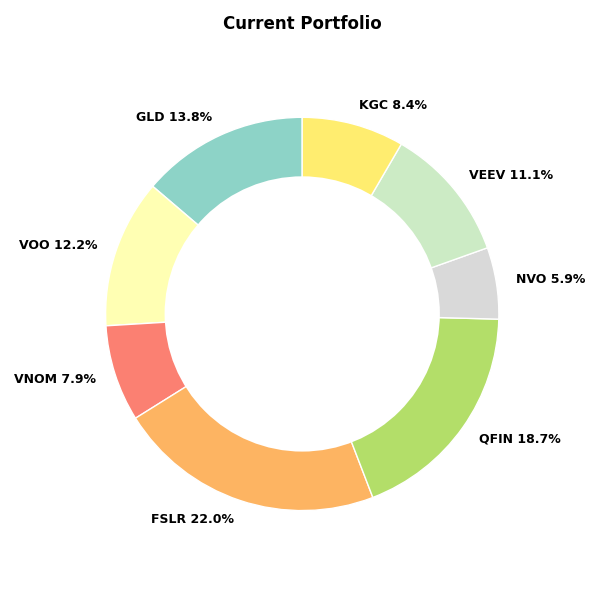 Current Portfolio
KGC 8.4%
GLD 13.8%
VEEV 11.1%
VOO 12.2%
NVO 5.9%
VNOM 7.9%
QFIN 18.7%
FSLR 22.0%